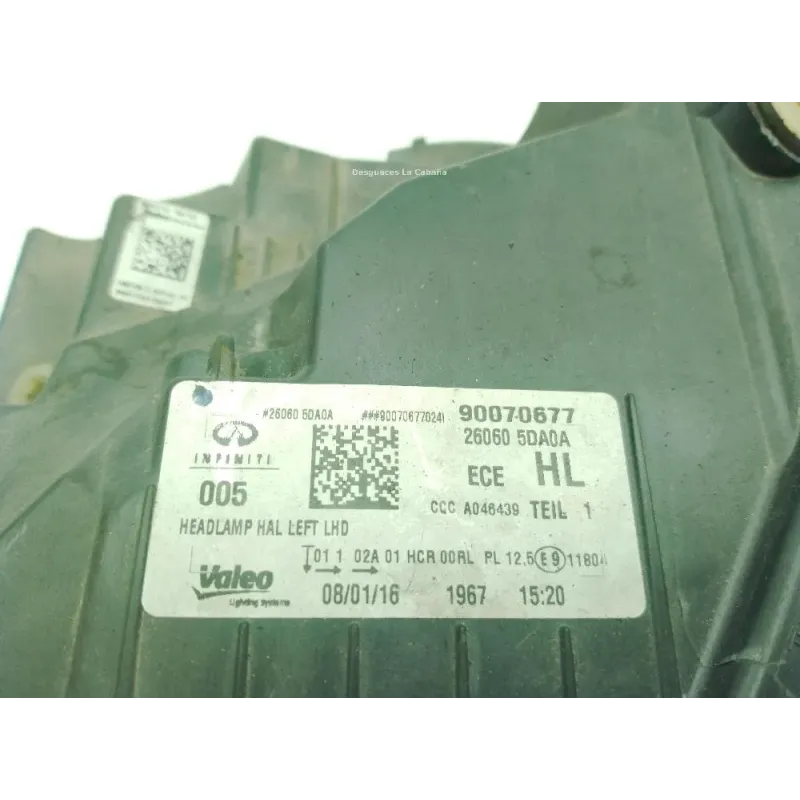 Desguaces La Cabaña
#26060 5DA0A ###90070677024 90070677
26060 5DA0A
INFINITI
ECE HL
005
CCC A046439 TEIL 1
HEADLAMP HAL LEFT LHD
01 1 02A 01 HCR 00RL PL 12,5 E9 1180
Valeo
Lighting Systems
08/01/16 1967 15:20